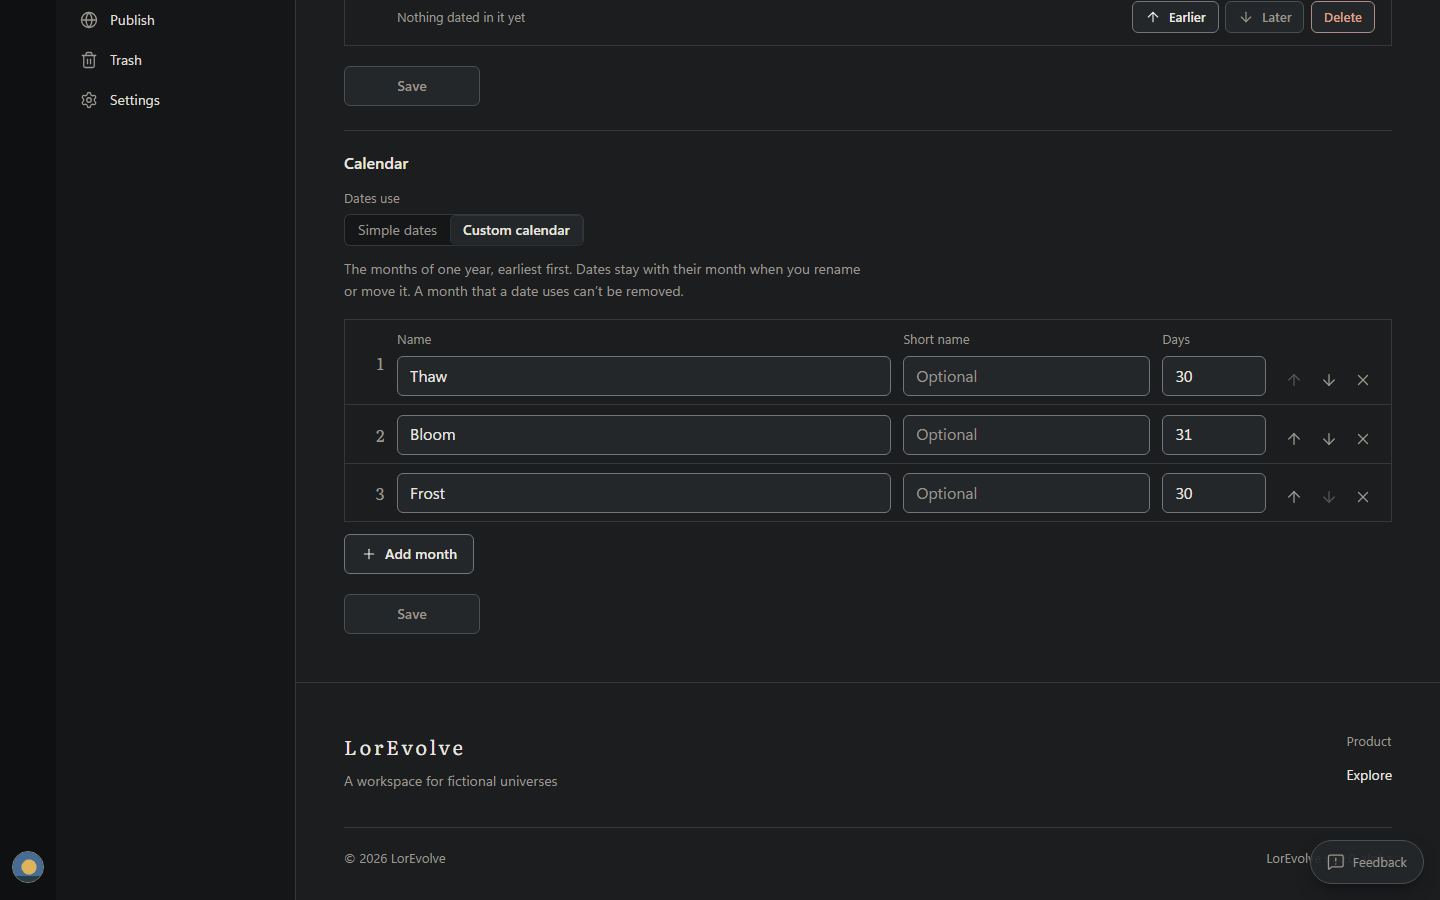 Publish
Trash
Settings
Nothing dated in it yet
Earlier
Later
Delete
Save
Calendar
Dates use
Simple dates
Custom calendar
The months of one year, earliest first. Dates stay with their month when you rename
or move it. A month that a date uses can't be removed.
Name
Short name
Days
1
Thaw
Optional
30
2
Bloom
Optional
31
3
Frost
Optional
30
Add month
Save
LorEvolve
A workspace for fictional universes
Product
Explore
© 2026 LorEvolve
Feedback